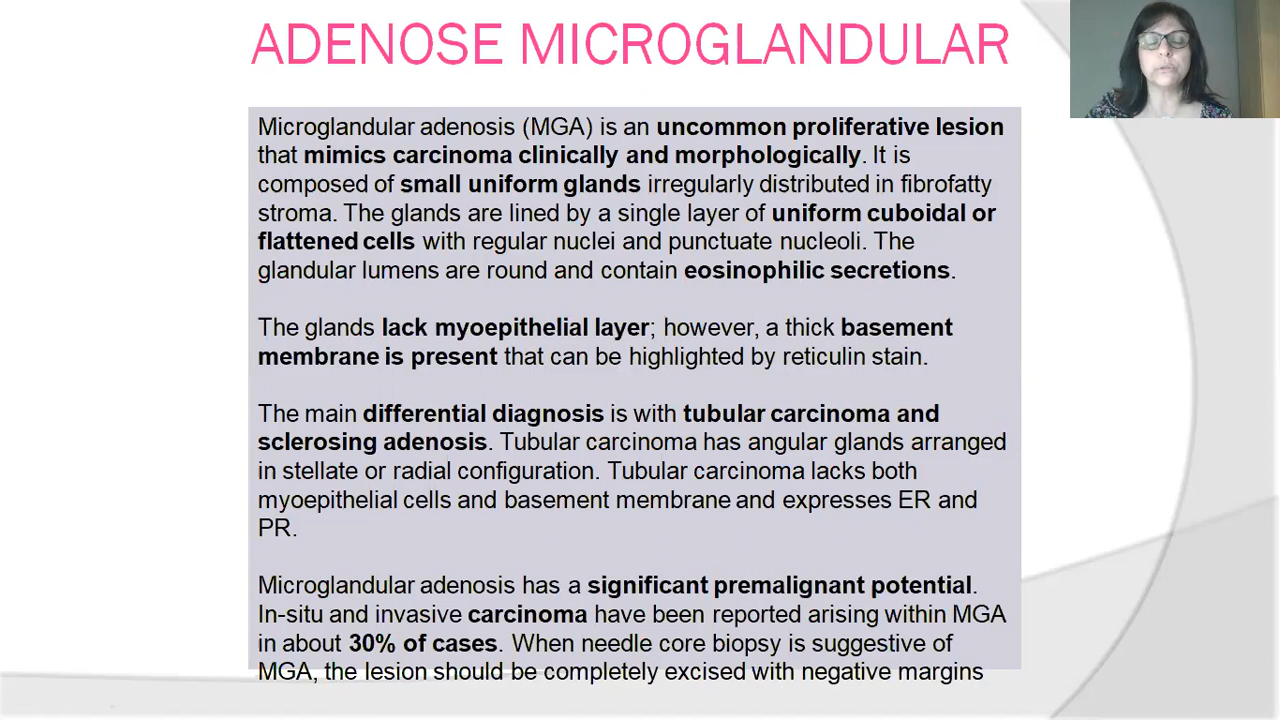 ADENOSE MICROGLANDULAR
Microglandular adenosis (MGA) is an uncommon proliferative lesion
that mimics carcinoma clinically and morphologically. It is
composed of small uniform glands irregularly distributed in fibrofatty
stroma. The glands are lined by a single layer of uniform cuboidal or
flattened cells with regular nuclei and punctuate nucleoli. The
glandular lumens are round and contain eosinophilic secretions.
The glands lack myoepithelial layer; however, a thick basement
membrane is present that can be highlighted by reticulin stain.
The main differential diagnosis is with tubular carcinoma and
sclerosing adenosis. Tubular carcinoma has angular glands arranged
in stellate or radial configuration. Tubular carcinoma lacks both
myoepithelial cells and basement membrane and expresses ER and
PR.
Microglandular adenosis has a significant premalignant potential.
In-situ and invasive carcinoma have been reported arising within MGA
in about 30% of cases. When needle core biopsy is suggestive of
MGA, the lesion should be completely excised with negative margins